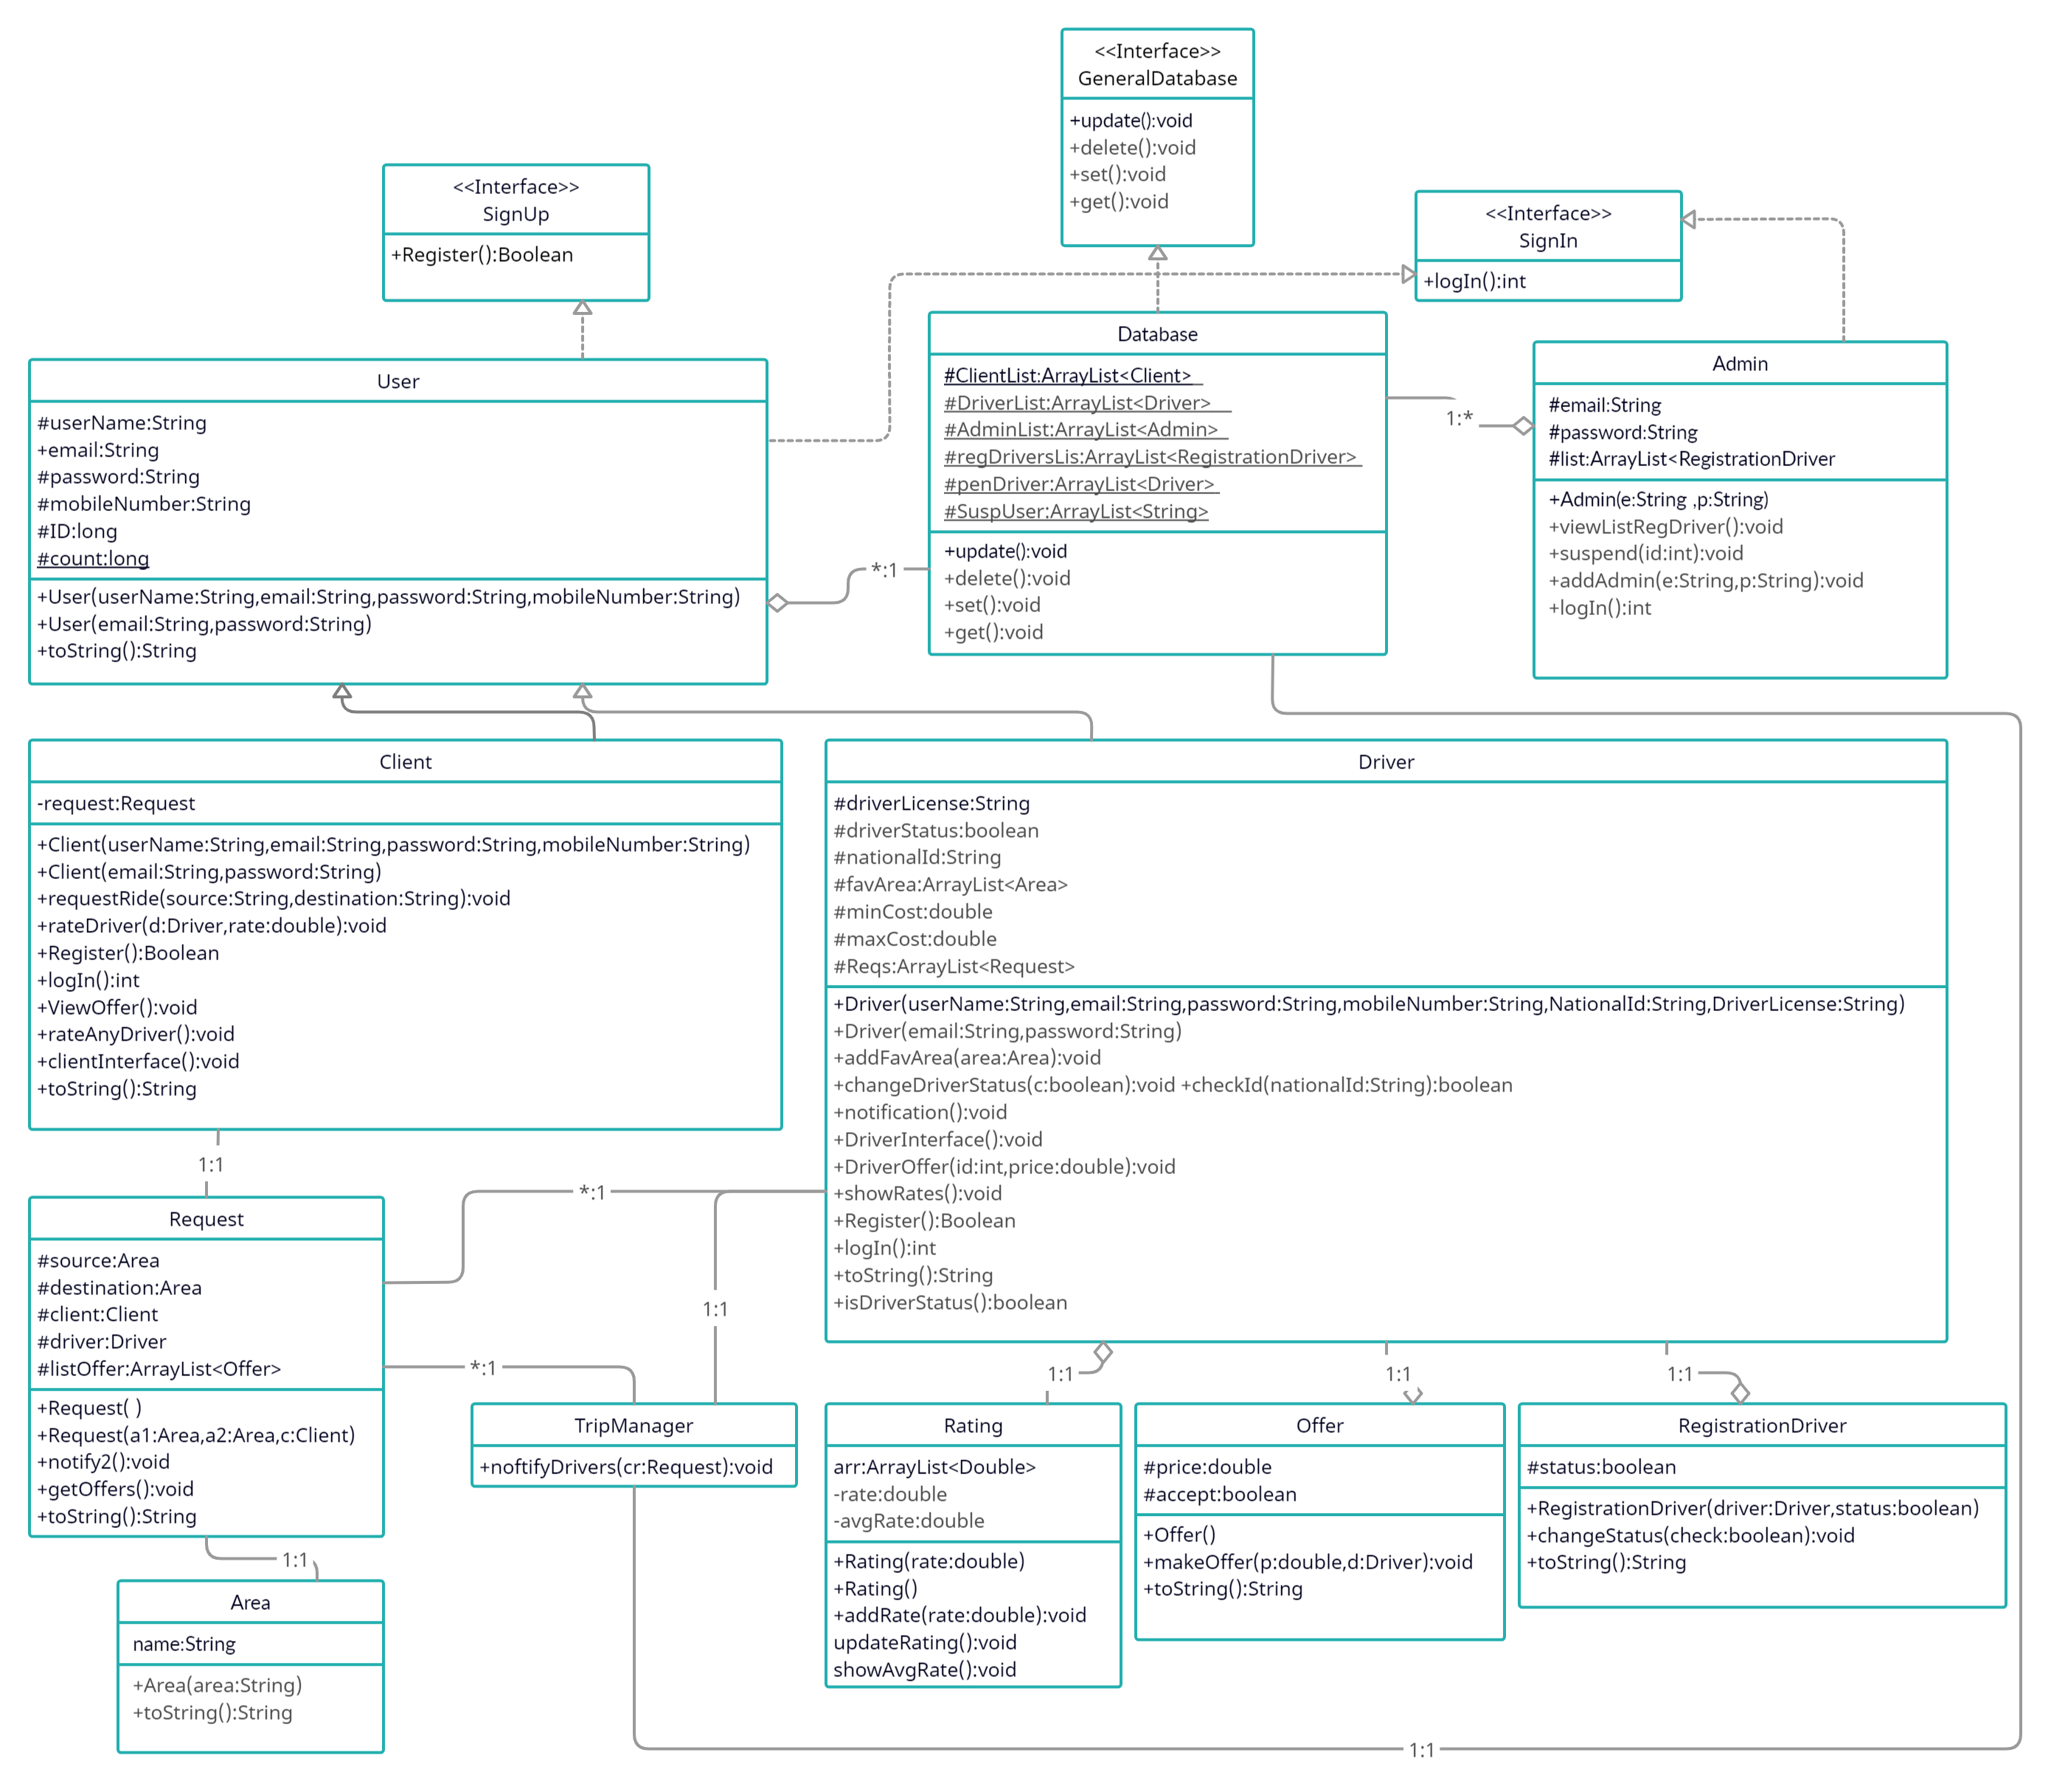 <<Interface>>
GeneralDatabase
+update():void
+delete():void
+set():void
+get():void
<<Interface>>
SignUp
+Register():Boolean
<<Interface>>
SignIn
+logIn():int
User
#userName:String
+email:String
#password:String
#mobileNumber:String
#ID:long
#count:long
+User(userName:String,email:String,password:String,mobileNumber:String)
+User(email:String,password:String)
+toString():String
*:1
Database
#ClientList:ArrayList<Client>
#DriverList:ArrayList<Driver>
#AdminList:ArrayList<Admin>
#regDriversLis:ArrayList<RegistrationDriver>
#penDriver:ArrayList<Driver>
#SuspUser:ArrayList<String>
+update():void
+delete():void
+set():void
+get():void
1:*
Admin
#email:String
#password:String
#list:ArrayList<RegistrationDriver
+Admin(e:String ,p:String)
+viewListRegDriver():void
+suspend(id:int):void
+addAdmin(e:String,p:String):void
+logIn():int
Client
-request:Request
+Client(userName:String,email:String,password:String,mobileNumber:String)
+Client(email:String,password:String)
+requestRide(source:String,destination:String):void
+rateDriver(d:Driver,rate:double):void
+Register():Boolean
+logIn():int
+ViewOffer():void
+rateAnyDriver():void
+clientInterface():void
+toString():String
Driver
#driverLicense:String
#driverStatus:boolean
#nationalId:String
#favArea:ArrayList<Area>
#minCost:double
#maxCost:double
#Reqs:ArrayList<Request>
+Driver(userName:String,email:String,password:String,mobileNumber:String,NationalId:String,DriverLicense:String)
+Driver(email:String,password:String)
+addFavArea(area:Area):void
+changeDriverStatus(c:boolean):void +checkId(nationalId:String):boolean
+notification():void
+DriverInterface():void
+DriverOffer(id:int,price:double):void
+showRates():void
+Register():Boolean
+logIn():int
+toString():String
+isDriverStatus():boolean
1:1
*:1
1:1
Request
#source:Area
#destination:Area
#client:Client
#driver:Driver
#listOffer:ArrayList<Offer>
+Request( )
+Request(a1:Area,a2:Area,c:Client)
+notify2():void
+getOffers():void
+toString():String
*:1
1:1
1:1
1:1
TripManager
+noftifyDrivers(cr:Request):void
Rating
arr:ArrayList<Double>
-rate:double
-avgRate:double
+Rating(rate:double)
+Rating()
+addRate(rate:double):void
updateRating():void
showAvgRate():void
Offer
#price:double
#accept:boolean
+Offer()
+makeOffer(p:double,d:Driver):void
+toString():String
RegistrationDriver
#status:boolean
+RegistrationDriver(driver:Driver,status:boolean)
+changeStatus(check:boolean):void
+toString():String
1:1
Area
name:String
+Area(area:String)
+toString():String
1:1